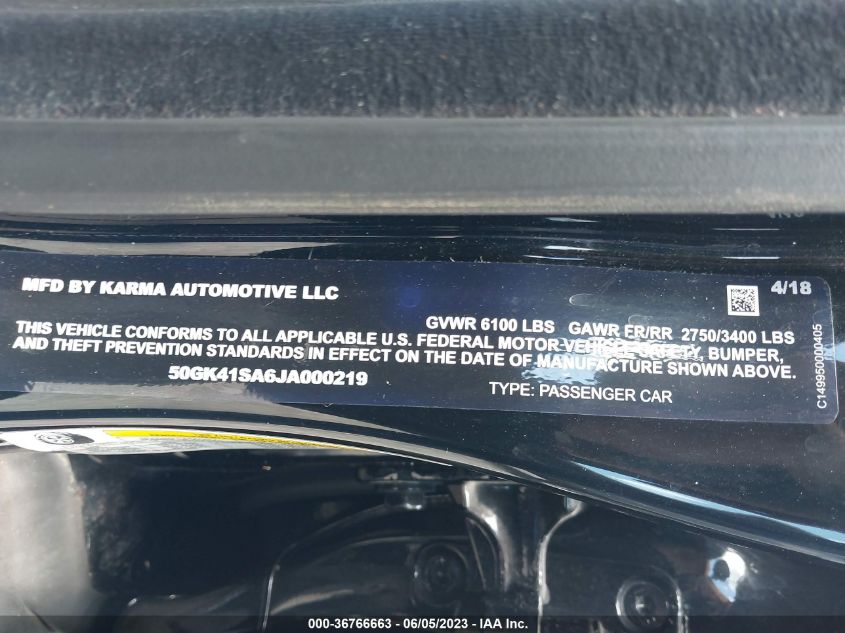 MFD BY KARMA AUTOMOTIVE LLC
4/18
GVWR 6100 LBS GAWR FR/RR 2750/3400 LBS
THIS VEHICLE CONFORMS TO ALL APPLICABLE U.S. FEDERAL MOTOR VEHICLE SAFETY, BUMPER,
AND THEFT PREVENTION STANDARDS IN EFFECT ON THE DATE OF MANUFACTURE SHOWN ABOVE.
50GK41SA6JA000219
TYPE: PASSENGER CAR
C149950000405
000-36766663 - 06/05/2023 - IAA Inc.